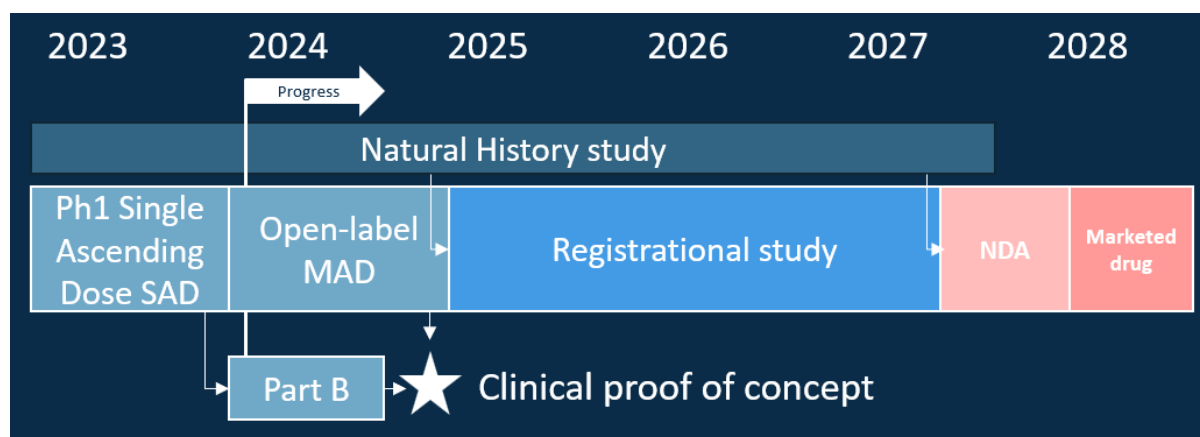 2023 2024 2025 2026 2027 2028
Progress
Natural History study
Ph1 Single
Ascending
Dose SAD
Open-label
MAD
Registrational study
NDA
Marketed
drug
Part B
Clinical proof of concept